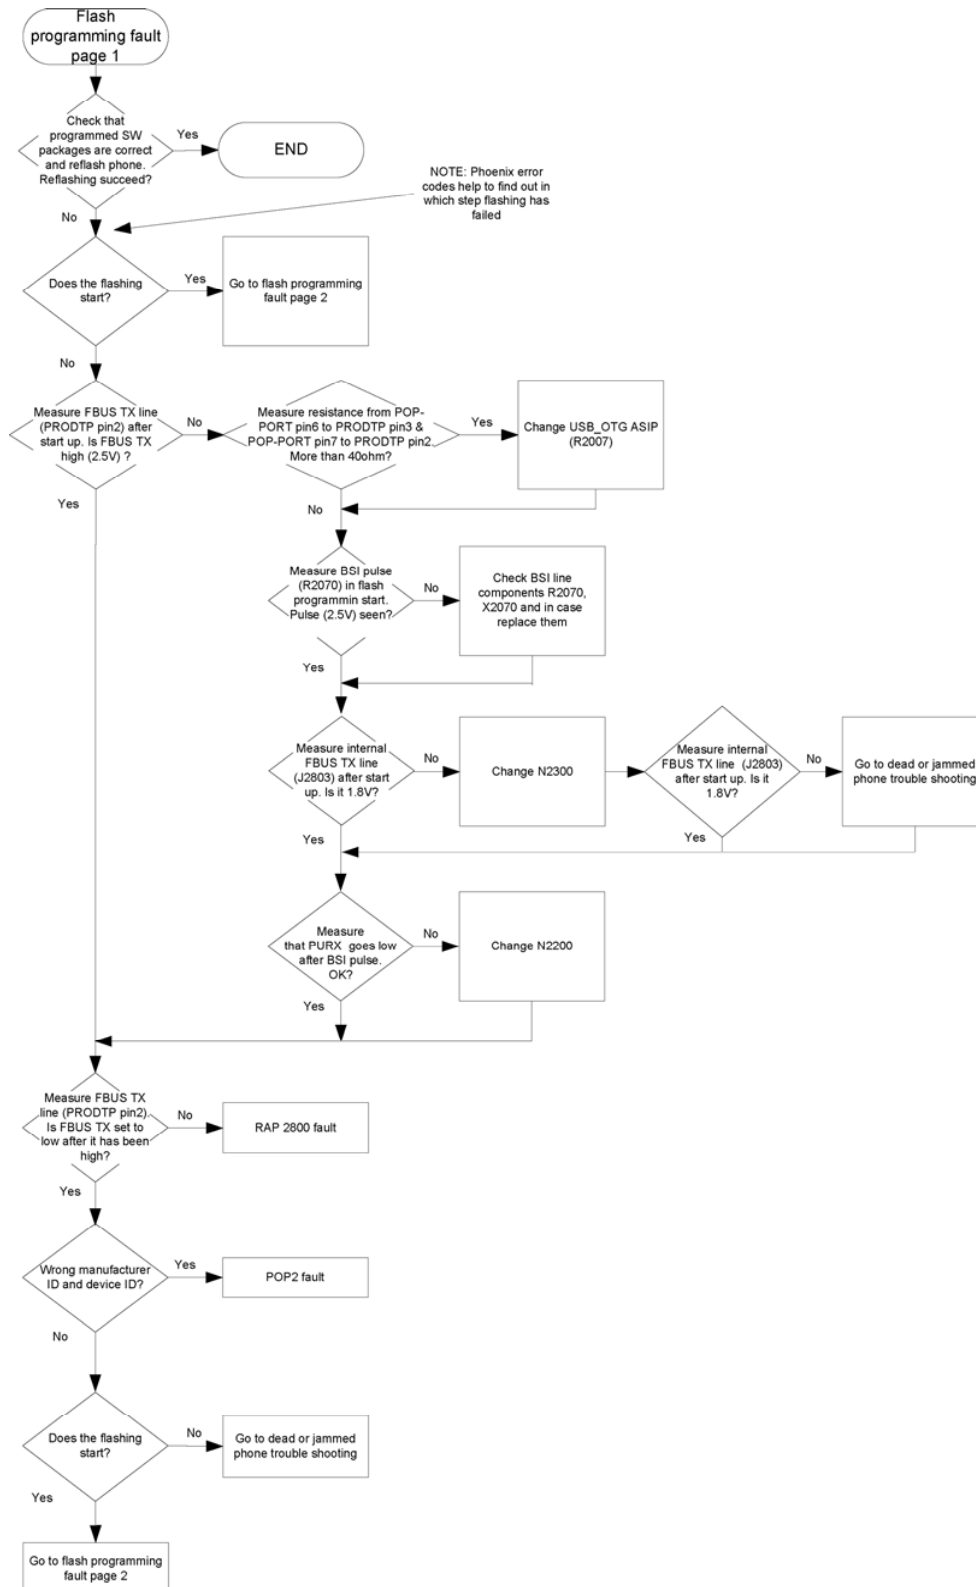 Flash
programming fault
page 1
Check that
programmed SW
packages are correct
and reflash phone.
Reflashing succeed?
Yes
END
NOTE: Phoenix error
codes help to find out in
which step flashing has
failed
No
Does the flashing
start?
Yes
Go to flash programming
fault page 2
No
Measure FBUS TX line
(PRODTP pin2) after
start up. Is FBUS TX
high (2.5V) ?
No
Measure resistance from POP-
PORT pin6 to PRODTP pin3 &
POP-PORT pin7 to PRODTP pin2.
More than 40ohm?
Yes
Change USB_OTG ASIP
(R2007)
Yes
No
Measure BSI pulse
(R2070) in flash
programmin start.
Pulse (2.5V) seen?
No
Check BSI line
components R2070,
X2070 and in case
replace them
Yes
Measure internal
FBUS TX line
(J2803) after start
up. Is it 1.8V?
No
Change N2300
Measure internal
FBUS TX line (J2803)
after start up. Is it
1.8V?
No
Go to dead or jammed
phone trouble shooting
Yes
Yes
Measure
that PURX goes low
after BSI pulse.
OK?
No
Change N2200
Yes
Measure FBUS TX
line (PRODTP pin2).
Is FBUS TX set to
low after it has been
high?
No
RAP 2800 fault
Yes
Wrong manufacturer
ID and device ID?
Yes
POP2 fault
No
Does the flashing
start?
No
Go to dead or jammed
phone trouble shooting
Yes
Go to flash programming
fault page 2